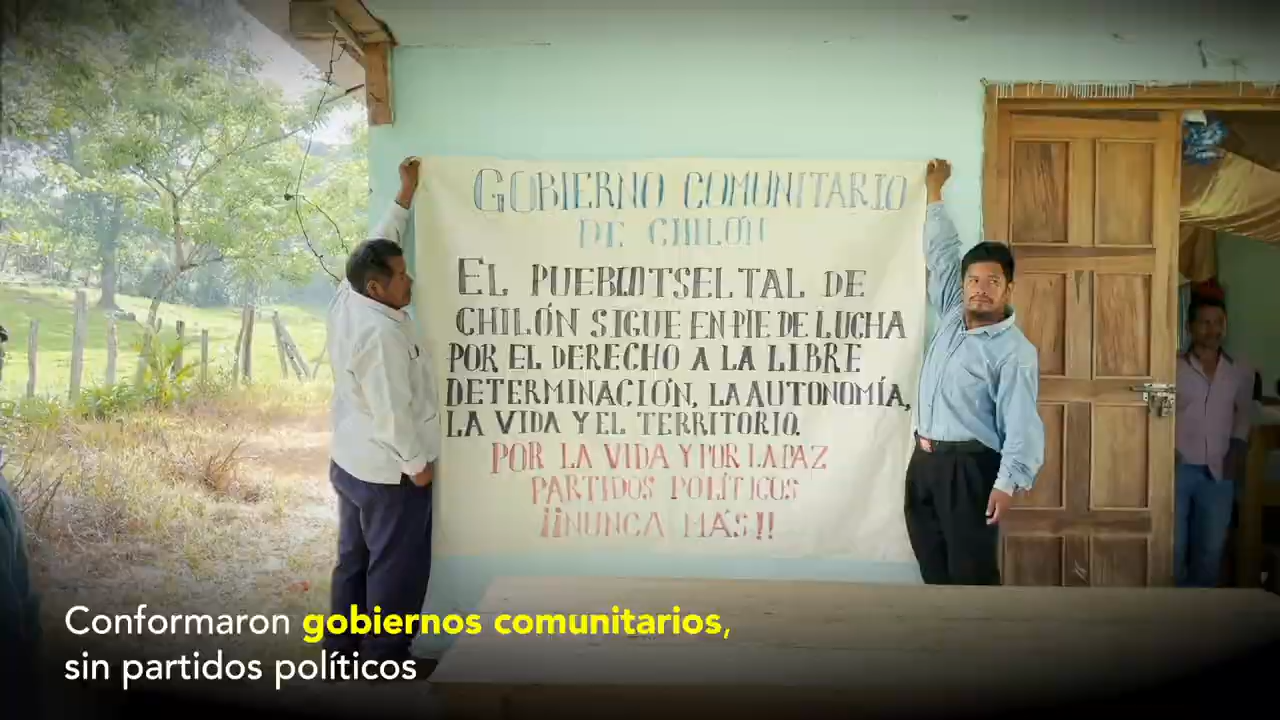 GOBIERNO COMUNITARIO
DE CHILÓN
EL PUEBLO TSELTAL DE
CHILÓN SIGUE EN PIE DE LUCHA
POR EL DERECHO A LA LIBRE
DETERMINACIÓN, LA AUTONOMÍA,
LA VIDA Y EL TERRITORIO.
POR LA VIDA Y POR LA PAZ
PARTIDOS POLÍTICOS
¡¡NUNCA MÁS!!
Conformaron gobiernos comunitarios,
sin partidos políticos